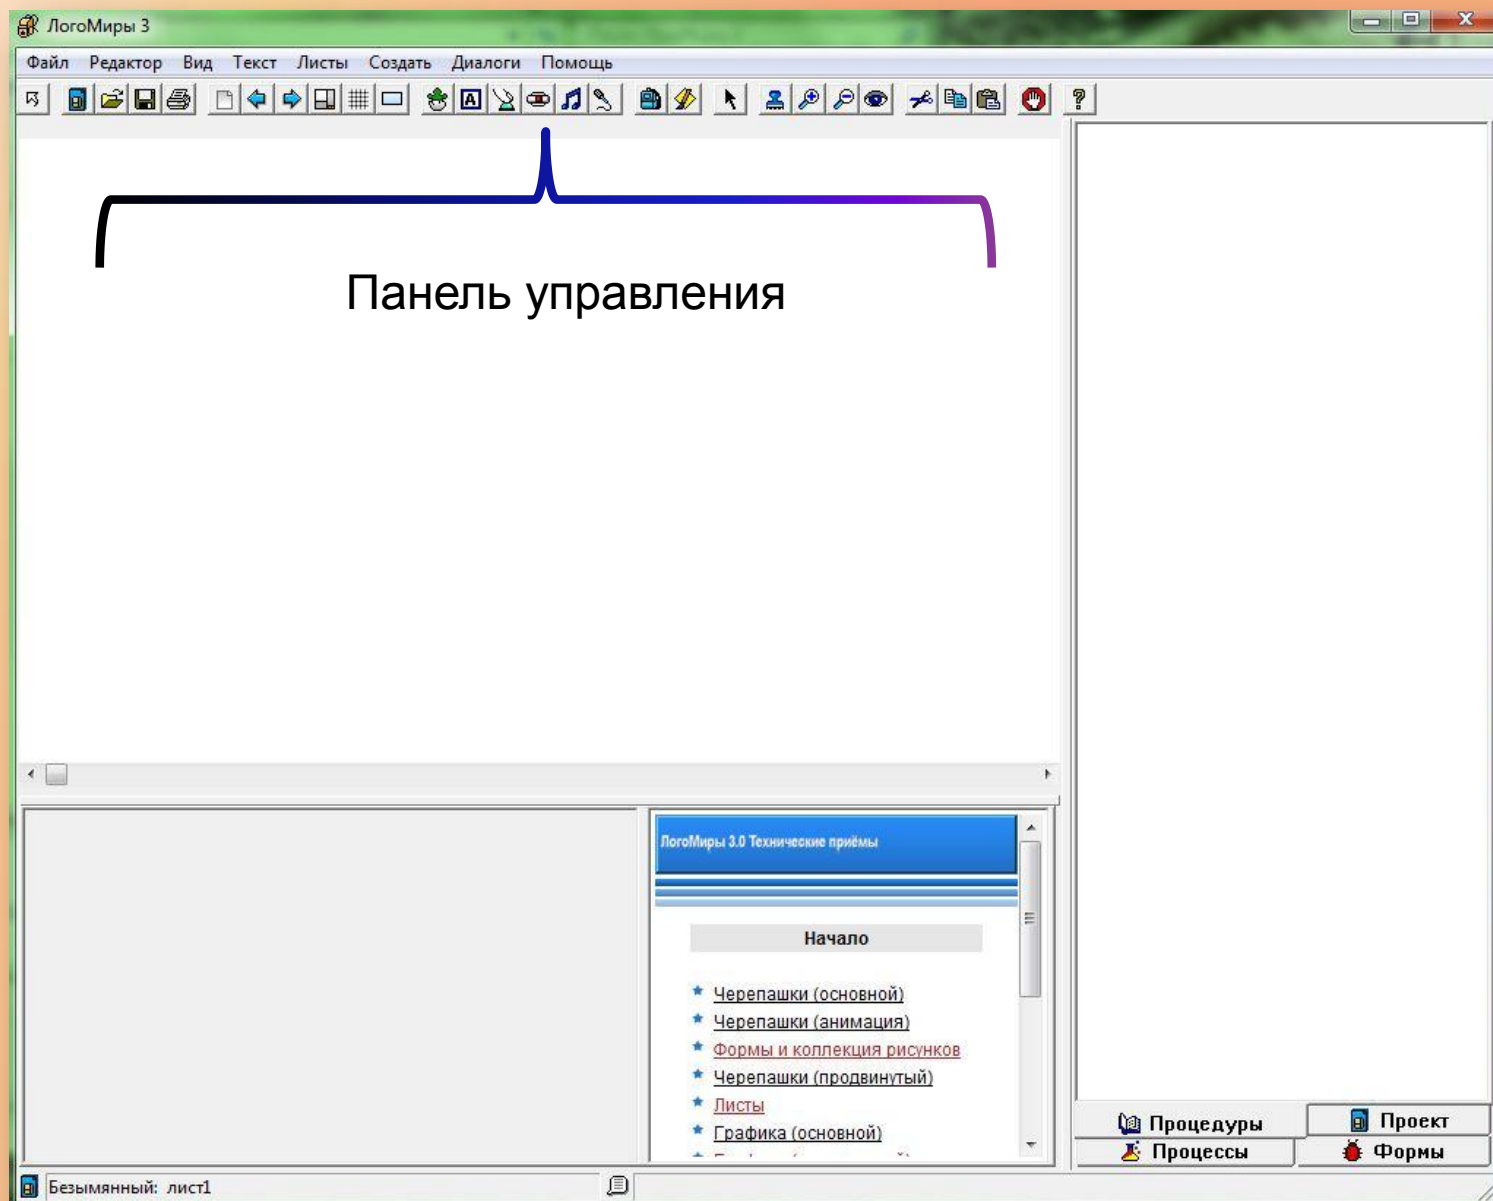 ЛогоМиры 3
Файл Редактор Вид Текст Листы Создать Диалоги Помощь
Панель управления
ЛогоМиры 3.0 Технические приёмы
Начало
Черепашки (основной)
Черепашки (анимация)
Формы и коллекция рисунков
Черепашки (продвинутый)
Листы
Графика (основной)
Процедуры
Проект
Процессы
Формы
Безымянный: лист1